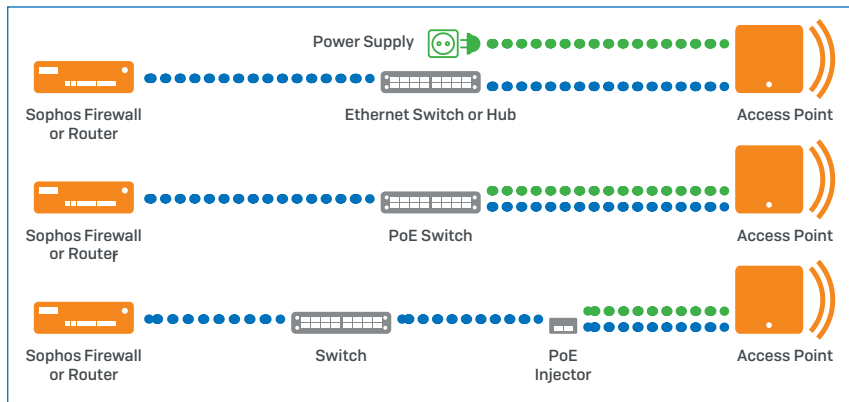 Power Supply
Sophos Firewall
or Router
Ethernet Switch or Hub
Access Point
Sophos Firewall
or Router
PoE Switch
Access Point
Sophos Firewall
or Router
Switch
PoE
Injector
Access Point